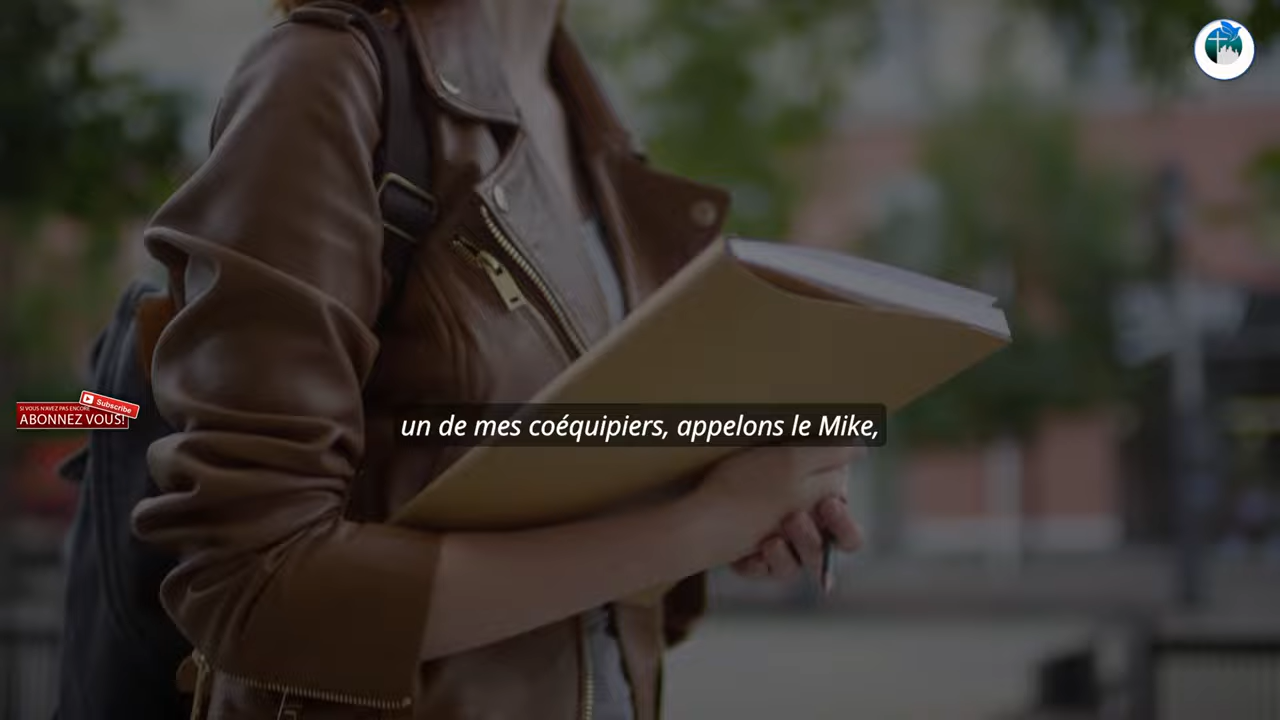 un de mes coéquipiers, appelons le Mike,
SI VOUS N'AVEZ PAS ENCORE
Subscribe
ABONNEZ VOUS!